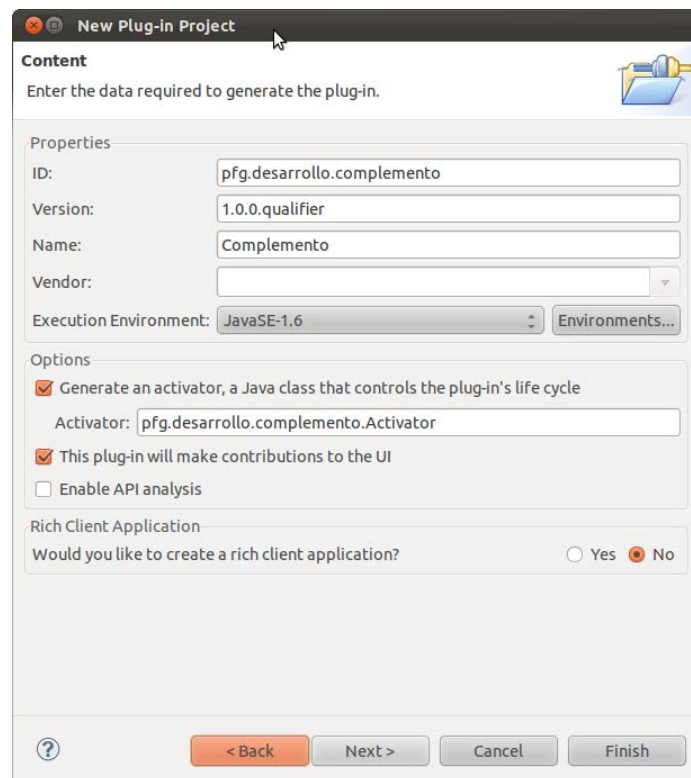 New Plug-in Project
Content
Enter the data required to generate the plug-in.
Properties
ID: pfg.desarrollo.complemento
Version: 1.0.0.qualifier
Name: Complemento
Vendor:
Execution Environment: JavaSE-1.6 Environments...
Options
Generate an activator, a Java class that controls the plug-in's life cycle
Activator: pfg.desarrollo.complemento.Activator
This plug-in will make contributions to the UI
Enable API analysis
Rich Client Application
Would you like to create a rich client application? Yes No
? < Back Next > Cancel Finish